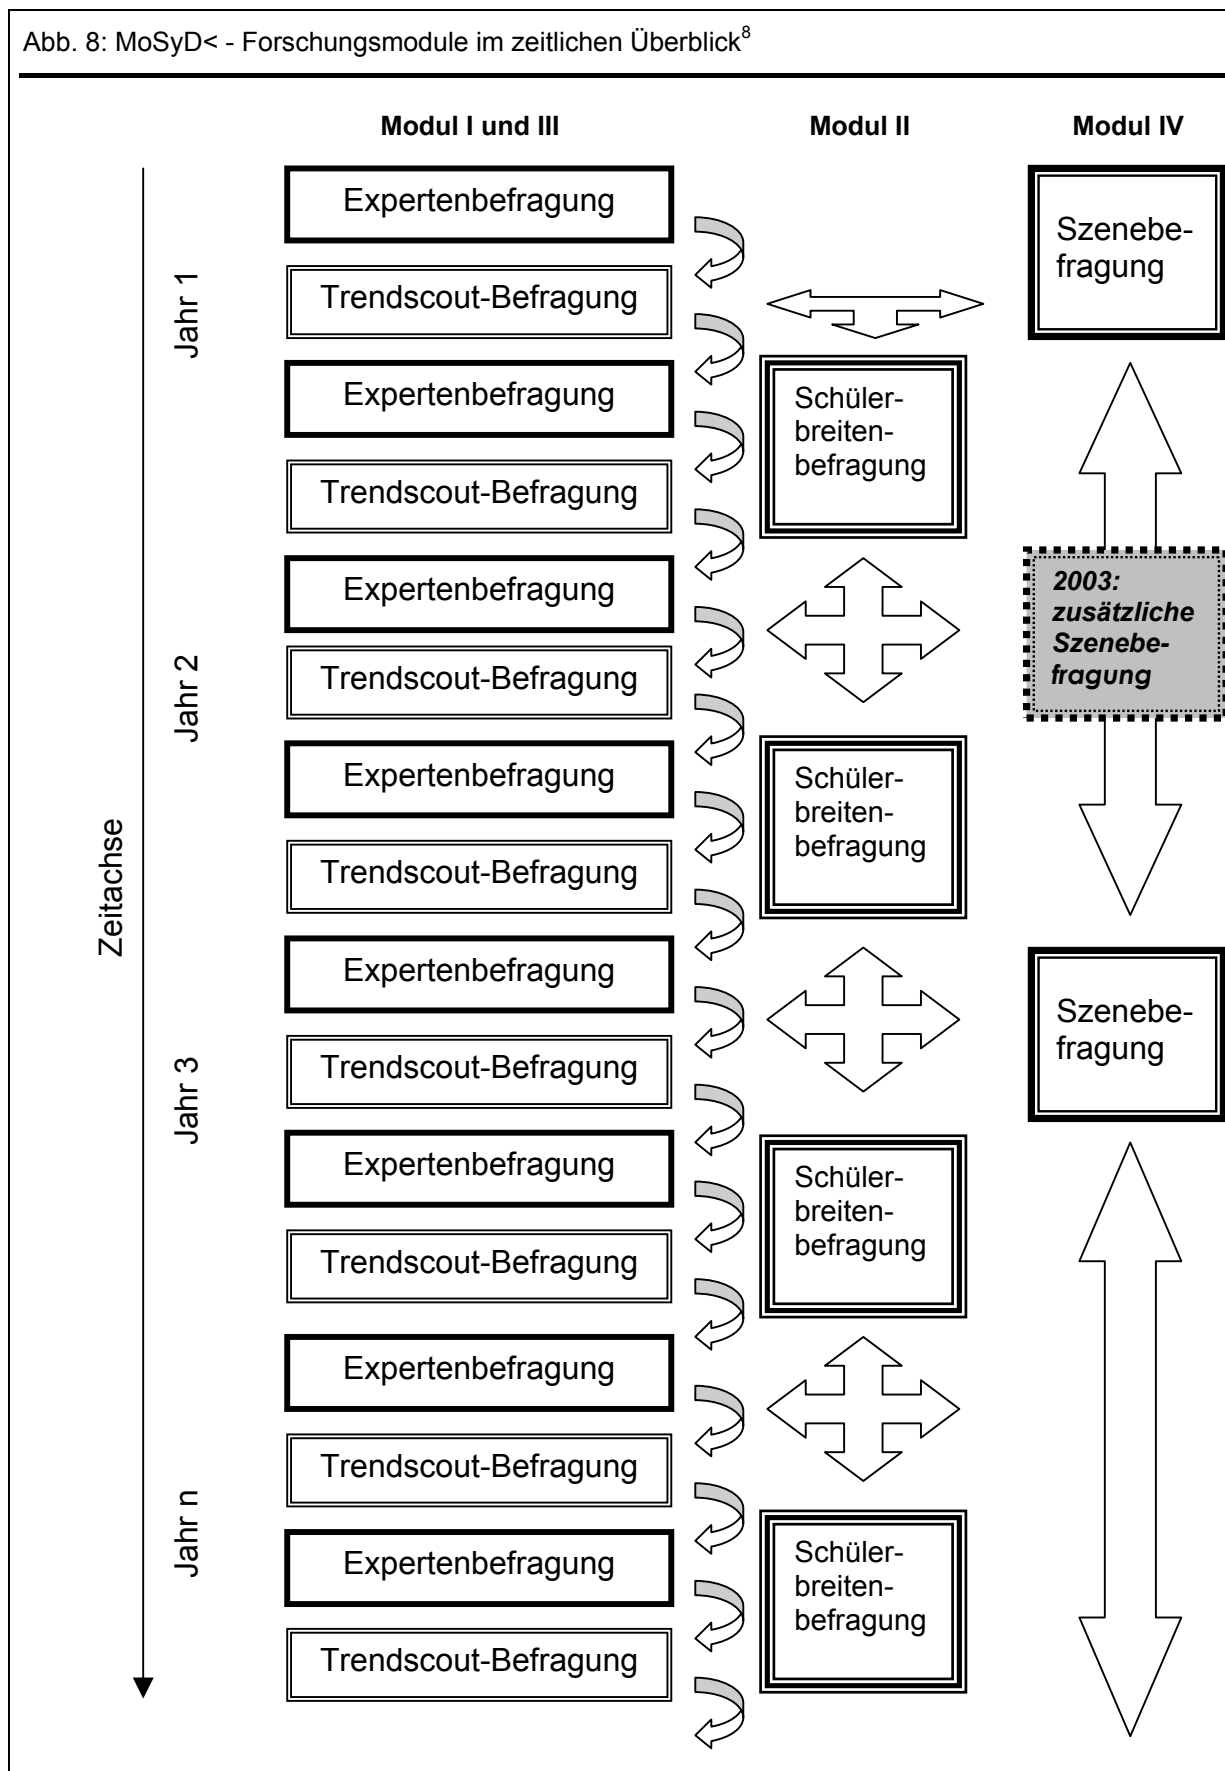 Abb. 8: MoSyD< - Forschungsmodule im zeitlichen Überblick8
Modul I und III
Modul II
Modul IV
Zeitachse
Jahr 1
Jahr 2
Jahr 3
Jahr n
Expertenbefragung
Trendscout-Befragung
Expertenbefragung
Trendscout-Befragung
Expertenbefragung
Trendscout-Befragung
Expertenbefragung
Trendscout-Befragung
Expertenbefragung
Trendscout-Befragung
Expertenbefragung
Trendscout-Befragung
Expertenbefragung
Trendscout-Befragung
Expertenbefragung
Trendscout-Befragung
Schüler-
breiten-
befragung
Schüler-
breiten-
befragung
Schüler-
breiten-
befragung
Schüler-
breiten-
befragung
Szenebe-
fragung
2003:
zusätzliche
Szenebe-
fragung
Szenebe-
fragung